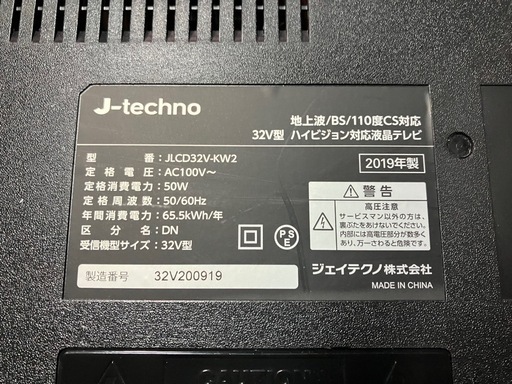 J-techno
地上波/BS/110度CS対応
32V型 ハイビジョン対応液晶テレビ
型 番：JLCD32V-KW2
定 格 電 圧：AC100V～
定格消費電力：50W
定 格 周 波 数：50/60Hz
年間消費電力：65.5kWh/年
区 分 名：DN
受信機型サイズ：32V型
製造番号 32V200919
2019年製
警告
高圧注意
サービスマン以外の方は、
裏ぶたをあけないでください。
内部には高電圧部分が多く
あり、万一さわると危険です。
PS
E
ジェイテクノ株式会社
MADE IN CHINA